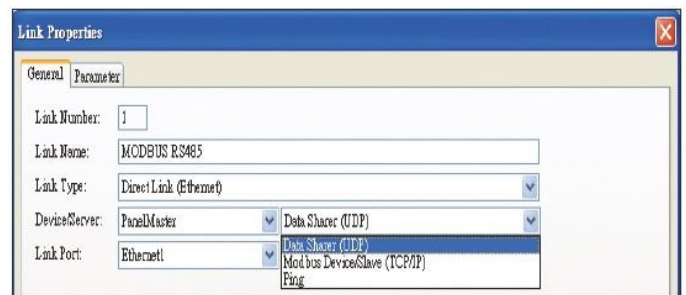 Link Properties
General Parameter
Link Number: 1
Link Name: MODBUS RS485
Link Type: Direct Link (Ethernet)
Device/Server: PanelMaster Data Sharer (UDP)
Data Sharer (UDP)
Link Port: Ethernet1
Modbus Device/Slave (TCP/IP)
Ping